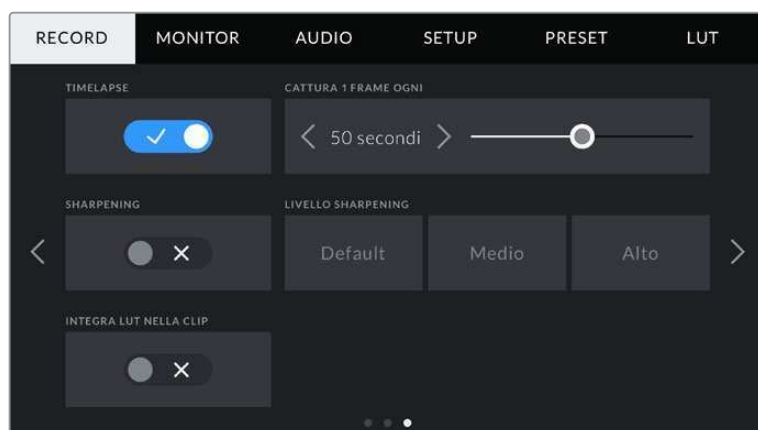 RECORD MONITOR AUDIO SETUP PRESET LUT
TIMELAPSE CATTURA 1 FRAME OGNI
50 secondi
SHARPENING LIVELLO SHARPENING
Default Medio Alto
INTEGRA LUT NELLA CLIP